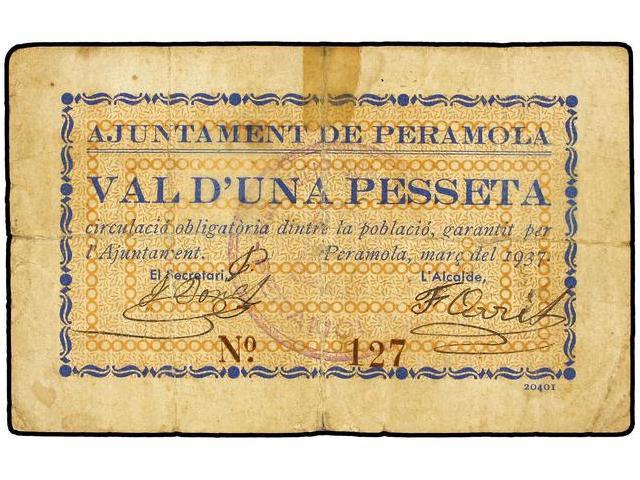 AJUNTAMENT DE PERAMOLA
VAL D'UNA PESSETA
circulació obligatòria dintre la població, garantit per
l'Ajuntament. Peramola, març del 1937.
El Secretari, L'Alcalde,
Nº 127
20401